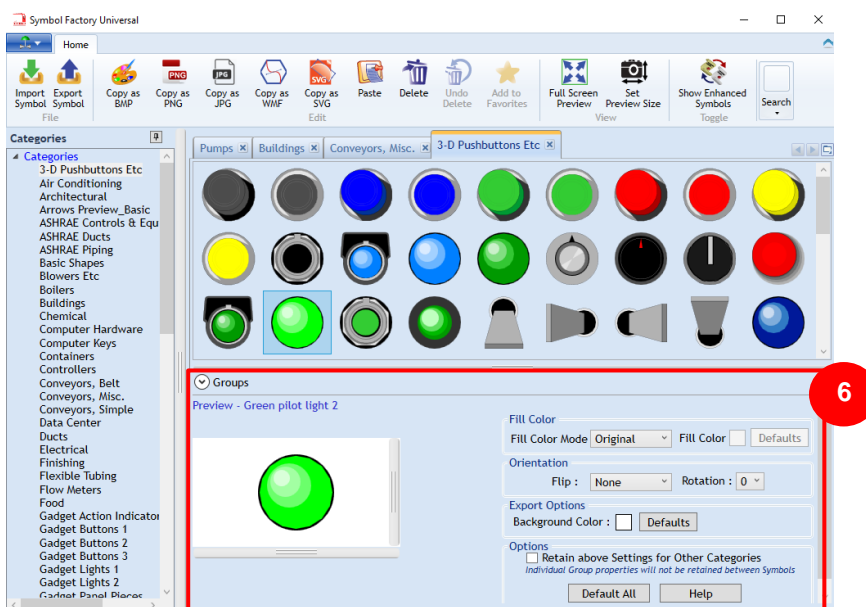 Symbol Factory Universal
Home
Import Symbol
Export Symbol
Copy as BMP
PNG
Copy as PNG
JPG
Copy as JPG
Copy as WMF
SVG
Copy as SVG
Paste
Delete
Undo Delete
Add to Favorites
Full Screen Preview
Set Preview Size
Show Enhanced Symbols
Search
File
Edit
View
Toggle
Categories
Categories
3-D Pushbuttons Etc
Air Conditioning
Architectural
Arrows Preview_Basic
ASHRAE Controls & Equ
ASHRAE Ducts
ASHRAE Piping
Basic Shapes
Blowers Etc
Boilers
Buildings
Chemical
Computer Hardware
Computer Keys
Containers
Controllers
Conveyors, Belt
Conveyors, Misc.
Conveyors, Simple
Data Center
Ducts
Electrical
Finishing
Flexible Tubing
Flow Meters
Food
Gadget Action Indicator
Gadget Buttons 1
Gadget Buttons 2
Gadget Buttons 3
Gadget Lights 1
Gadget Lights 2
Gadget Panel Pieces
Pumps
Buildings
Conveyors, Misc.
3-D Pushbuttons Etc
Groups
6
Preview - Green pilot light 2
Fill Color
Fill Color Mode Original Fill Color Defaults
Orientation
Flip : None Rotation : 0
Export Options
Background Color : Defaults
Options
Retain above Settings for Other Categories
Individual Group properties will not be retained between Symbols
Default All Help